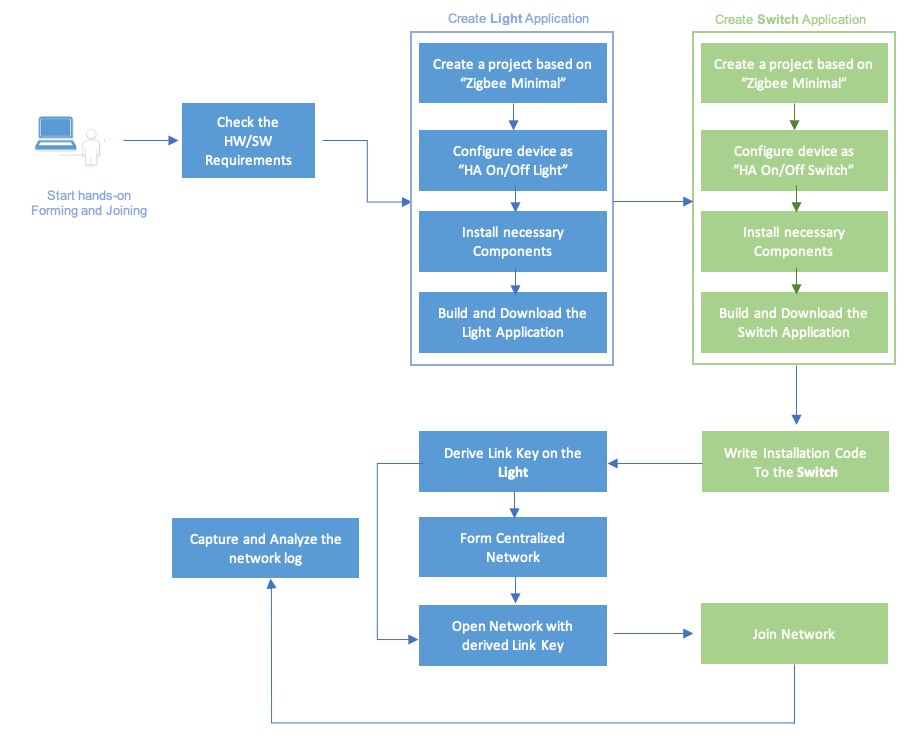 Start hands-on
Forming and Joining
Check the
HW/SW
Requirements
Create Light Application
Create a project based on
“Zigbee Minimal”
Configure device as
“HA On/Off Light”
Install necessary
Components
Build and Download the
Light Application
Create Switch Application
Create a project based on
“Zigbee Minimal”
Configure device as
“HA On/Off Switch”
Install necessary
Components
Build and Download the
Switch Application
Write Installation Code
To the Switch
Derive Link Key on the
Light
Form Centralized
Network
Open Network with
derived Link Key
Join Network
Capture and Analyze the
network log